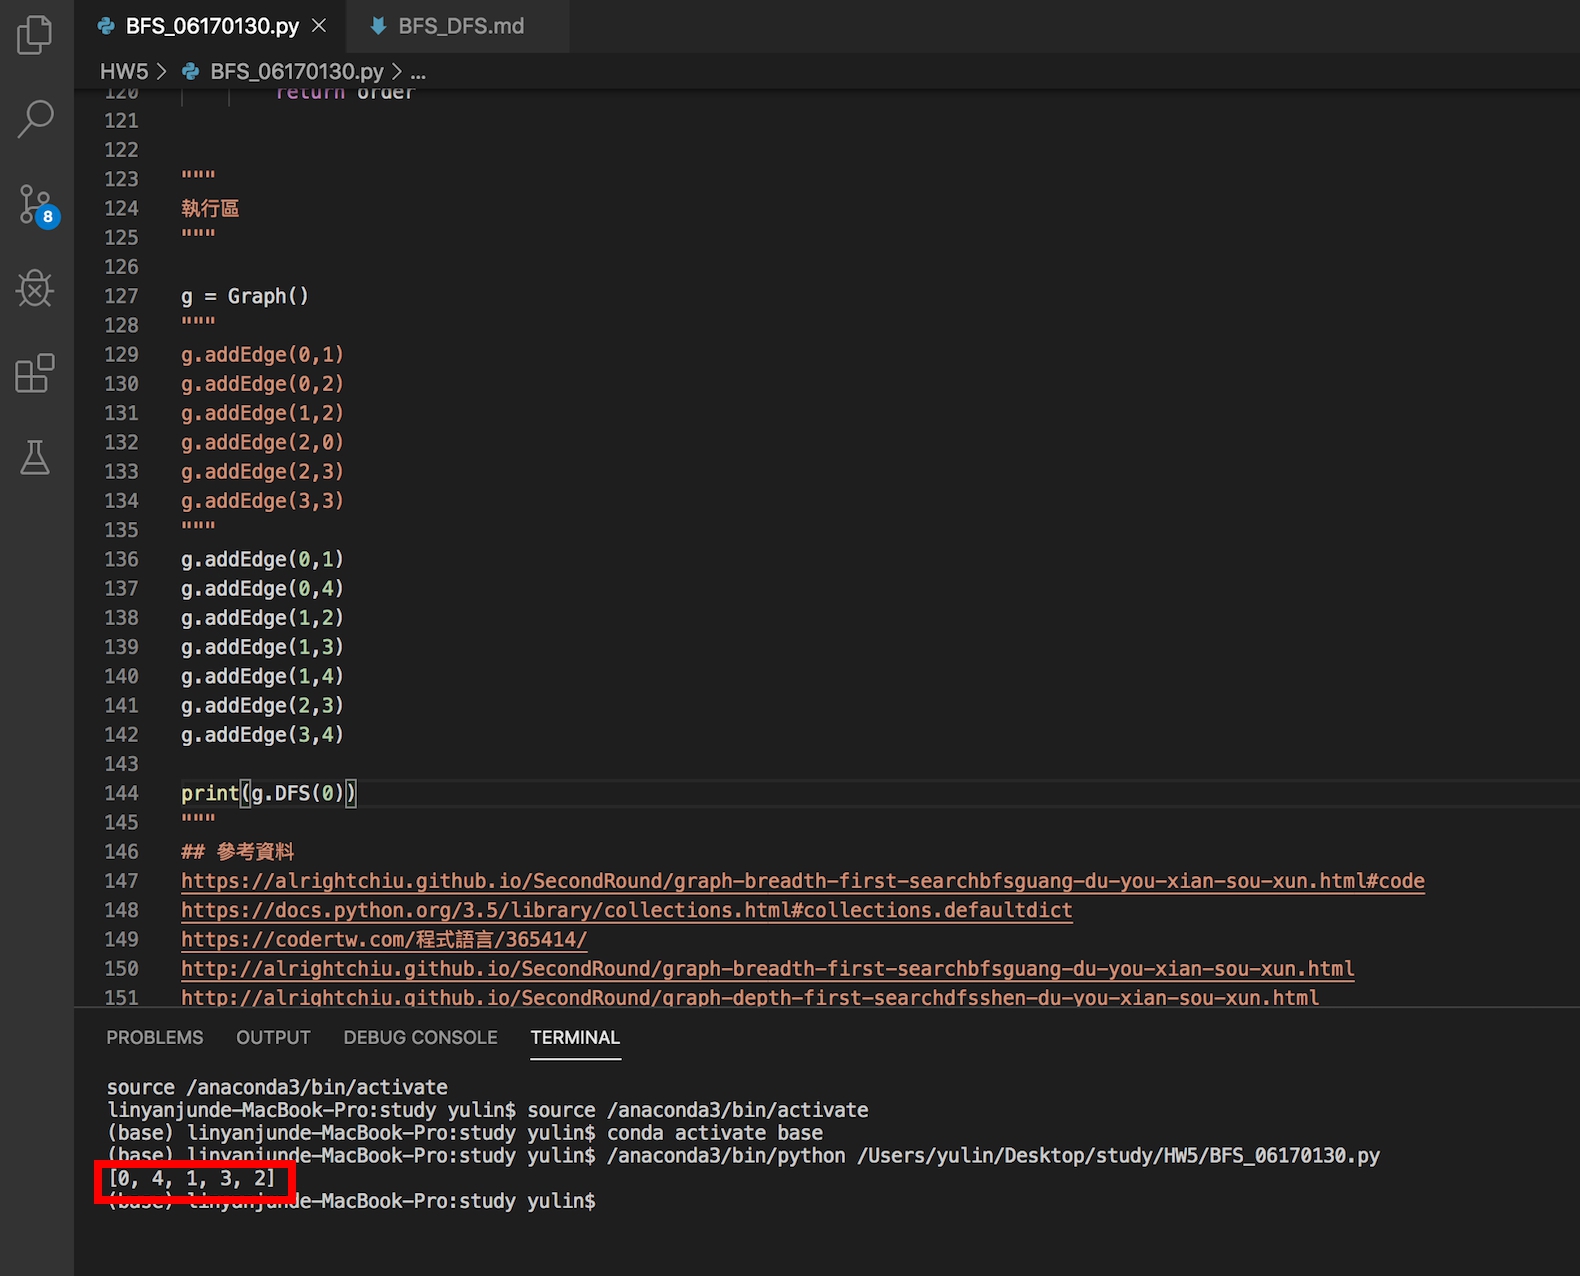 BFS_06170130.py
BFS_DFS.md
HW5 > BFS_06170130.py > ...
8
120 return order
121
122
123 """
124 執行區
125 """
126
127 g = Graph()
128 """
129 g.addEdge(0,1)
130 g.addEdge(0,2)
131 g.addEdge(1,2)
132 g.addEdge(2,0)
133 g.addEdge(2,3)
134 g.addEdge(3,3)
135 """
136 g.addEdge(0,1)
137 g.addEdge(0,4)
138 g.addEdge(1,2)
139 g.addEdge(1,3)
140 g.addEdge(1,4)
141 g.addEdge(2,3)
142 g.addEdge(3,4)
143
144 print(g.DFS(0))
145 """
146 ## 參考資料
147 https://alrightchiu.github.io/SecondRound/graph-breadth-first-searchbfsguang-du-you-xian-sou-xun.html#code
148 https://docs.python.org/3.5/library/collections.html#collections.defaultdict
149 https://codertw.com/程式語言/365414/
150 http://alrightchiu.github.io/SecondRound/graph-breadth-first-searchbfsguang-du-you-xian-sou-xun.html
151 http://alrightchiu.github.io/SecondRound/graph-depth-first-searchdfsshen-du-you-xian-sou-xun.html
PROBLEMS OUTPUT DEBUG CONSOLE TERMINAL
source /anaconda3/bin/activate
linyanjunde-MacBook-Pro:study yulin$ source /anaconda3/bin/activate
(base) linyanjunde-MacBook-Pro:study yulin$ conda activate base
(base) linyanjunde-MacBook-Pro:study yulin$ /anaconda3/bin/python /Users/yulin/Desktop/study/HW5/BFS_06170130.py
[0, 4, 1, 3, 2]
(base) linyanjunde-MacBook-Pro:study yulin$